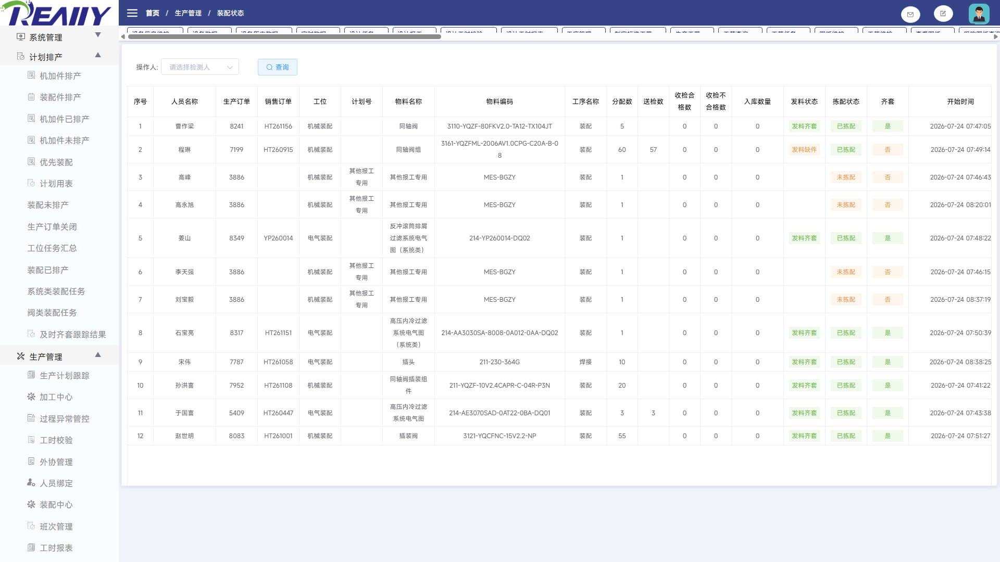 REALLY
首页 / 生产管理 / 装配状态
系统管理
计划排产
机加件排产
装配件排产
机加件已排产
机加件未排产
优先装配
计划用表
装配未排产
生产订单关闭
工位任务汇总
装配已排产
系统类装配任务
阀类装配任务
及时齐套跟踪结果
生产管理
生产计划跟踪
加工中心
过程异常管控
工时校验
外协管理
人员绑定
装配中心
班次管理
工时报表
操作人: 请选择检测人 查询
序号 人员名称 生产订单 销售订单 工位 计划号 物料名称 物料编码 工序名称 分配数 送检数 收检合格数 收检不合格数 入库数量 发料状态 拣配状态 齐套 开始时间
1 曹作梁 8241 HT261156 机械装配 同轴阀 3110-YQZF-80FKV2.0-TA12-TX104JT 装配 5 0 0 0 发料齐套 已拣配 是 2026-07-24 07:47:05
2 程琳 7199 HT260915 机械装配 同轴阀组 3161-YQZFML-2006AV1.0CPG-C20A-B-08 装配 60 57 0 0 0 发料缺件 已拣配 否 2026-07-24 07:49:14
3 高峰 3886 机械装配 其他报工专用 其他报工专用 MES-BGZY 装配 1 0 0 0 未拣配 否 2026-07-24 07:46:43
4 高永旭 3886 机械装配 其他报工专用 其他报工专用 MES-BGZY 装配 1 0 0 0 未拣配 否 2026-07-24 08:20:01
5 姜山 8349 YP260014 电气装配 反冲滚筒排屑过滤系统电气图（系统类） 214-YP260014-DQ02 装配 1 0 0 0 发料齐套 已拣配 是 2026-07-24 07:48:22
6 李天强 3886 机械装配 其他报工专用 其他报工专用 MES-BGZY 装配 1 0 0 0 未拣配 否 2026-07-24 07:46:15
7 刘宝毅 3886 机械装配 其他报工专用 其他报工专用 MES-BGZY 装配 1 0 0 0 未拣配 否 2026-07-24 08:37:19
8 石宝亮 8317 HT261151 电气装配 高压内冷过滤系统电气图（系统类） 214-AA3030SA-8008-0A012-0AA-DQ02 装配 1 0 0 0 发料齐套 已拣配 是 2026-07-24 07:50:39
9 宋伟 7787 HT261058 电气装配 插头 211-230-364G 焊接 10 0 0 0 发料齐套 已拣配 是 2026-07-24 08:38:25
10 孙洪喜 7952 HT261108 机械装配 同轴阀插装组件 211-YQZF-10V2.4CAPR-C-04R-P3N 装配 20 0 0 0 发料齐套 已拣配 是 2026-07-24 07:41:22
11 于国喜 5409 HT260447 电气装配 高压内冷过滤系统电气图 214-AE3070SAD-0AT22-0BA-DQ01 装配 3 3 0 0 0 发料齐套 已拣配 是 2026-07-24 07:43:38
12 赵世明 8083 HT261001 机械装配 插装阀 3121-YQCFNC-15V2.2-NP 装配 55 0 0 0 发料齐套 已拣配 是 2026-07-24 07:51:27